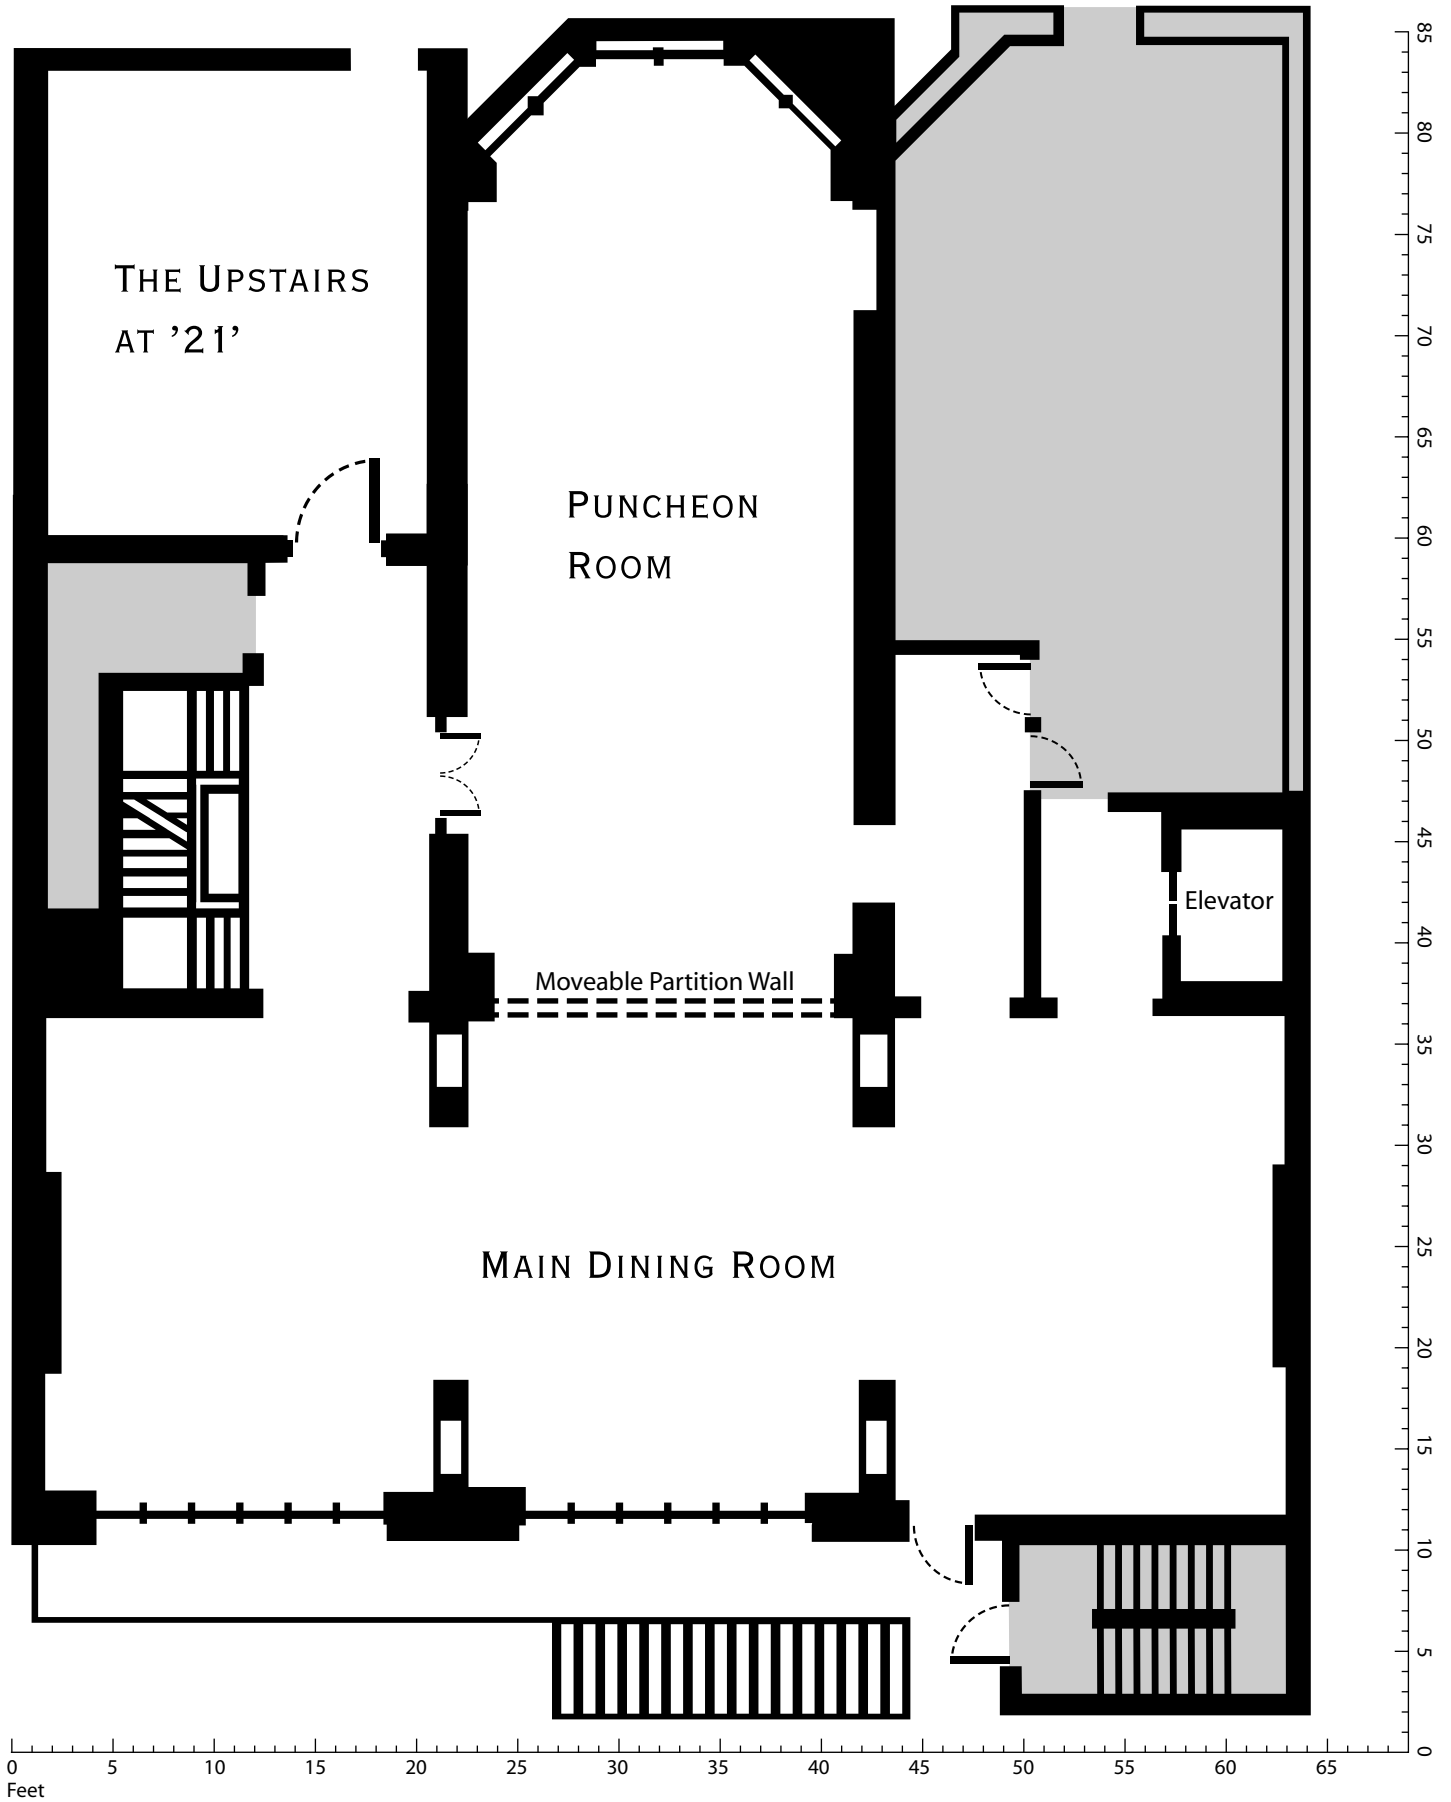 THE UPSTAIRS
AT ’21’
PUNCHEON
ROOM
Elevator
Moveable Partition Wall
MAIN DINING ROOM
85
80
75
70
65
60
55
50
45
40
35
30
25
20
15
10
5
0
0 5 10 15 20 25 30 35 40 45 50 55 60 65
Feet